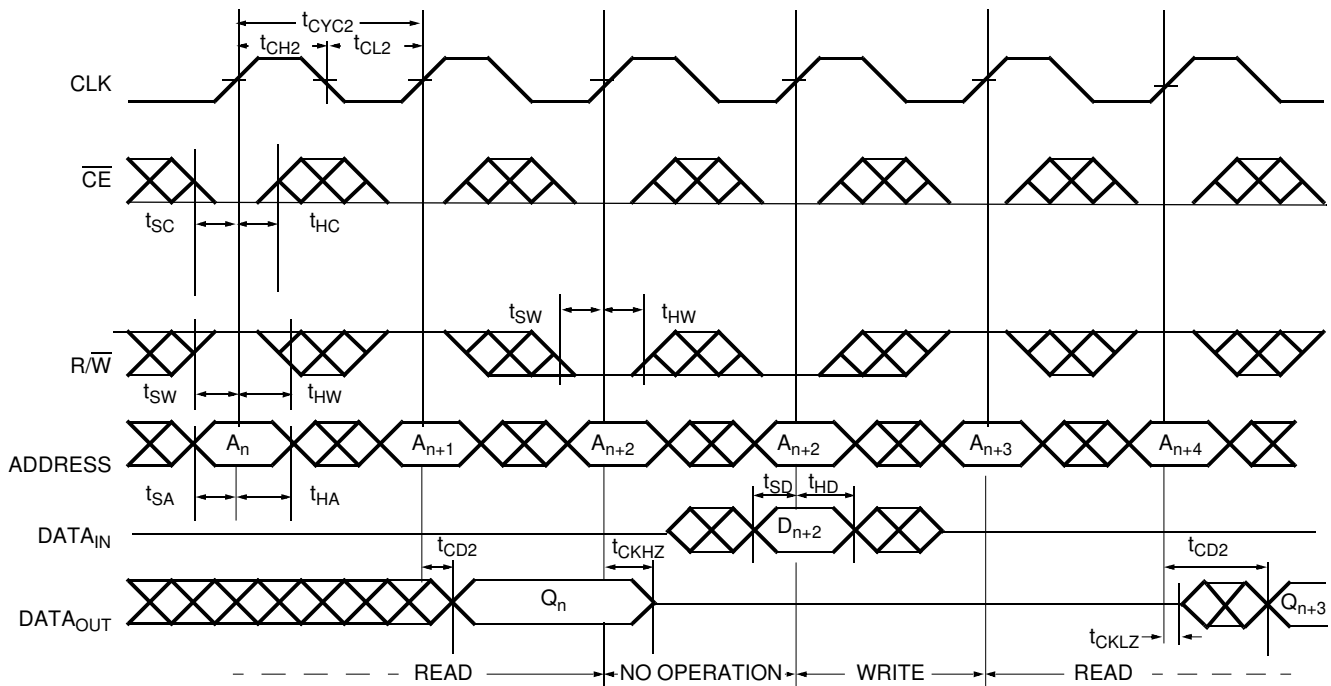 tCYC2
tCH2 tCL2
CLK
CE
tSC tHC
tSW tHW
R/W
tSW tHW
An An+1 An+2 An+2 An+3 An+4
ADDRESS
tSA tHA tSD tHD
Dn+2
DATAIN
tCD2 tCKHZ tCD2
Qn Qn+3
DATAOUT
tCKLZ
READ NO OPERATION WRITE READ